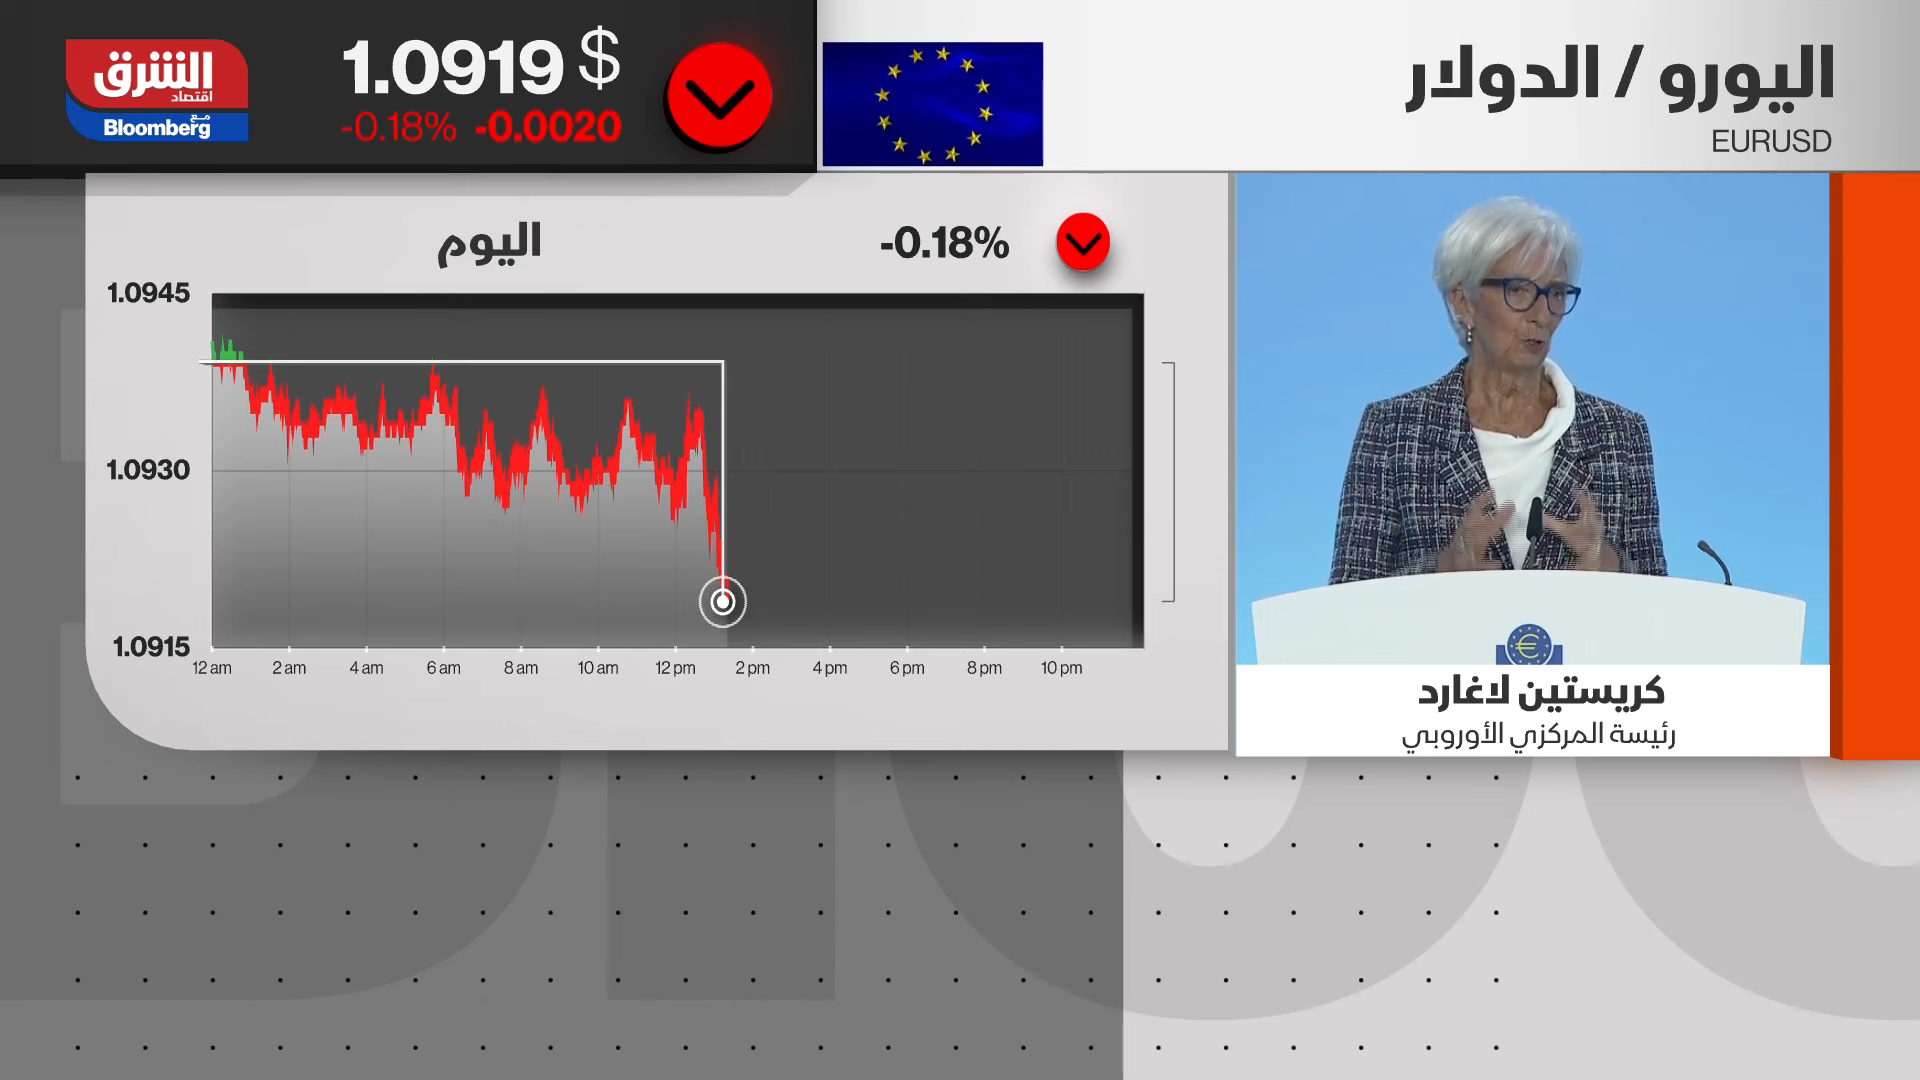 اليورو / الدولار
EURUSD
1.0919 $
-0.18% -0.0020
الشرق
اقتصاد
مع
Bloomberg
اليوم
-0.18%
1.0945
1.0930
1.0915
12 am 2 am 4 am 6 am 8 am 10 am 12 pm 2 pm 4 pm 6 pm 8 pm 10 pm
€
كريستين لاغارد
رئيسة المركزي الأوروبي